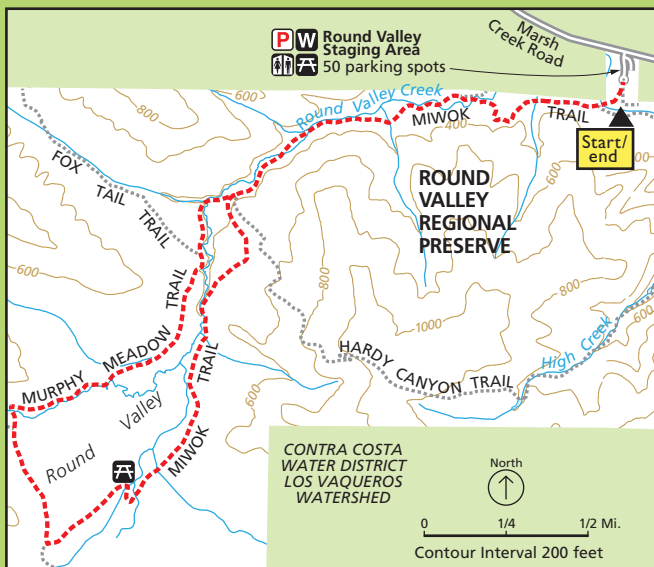 P W Round Valley
Staging Area
50 parking spots
Marsh
Creek Road
Round Valley Creek
MIWOK TRAIL
Start/
end
800
600
400
600
FOX
TAIL
TRAIL
ROUND
VALLEY
REGIONAL
PRESERVE
600
800
1000
800
600
MURPHY MEADOW TRAIL
MIWOK TRAIL
HARDY CANYON TRAIL
High Creek
600
Round Valley
600
CONTRA COSTA
WATER DISTRICT
LOS VAQUEROS
WATERSHED
North
0 1/4 1/2 Mi.
Contour Interval 200 feet